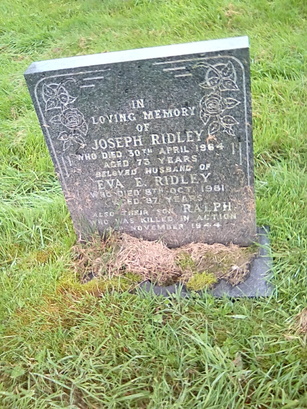 IN
LOVING MEMORY
OF
JOSEPH RIDLEY
WHO DIED 30TH APRIL 1964
AGED 73 YEARS
BELOVED HUSBAND OF
EVA E. RIDLEY
WHO DIED 8TH OCT. 1981
AGED 87 YEARS
ALSO THEIR SON RALPH
WHO WAS KILLED IN ACTION
NOVEMBER 1944